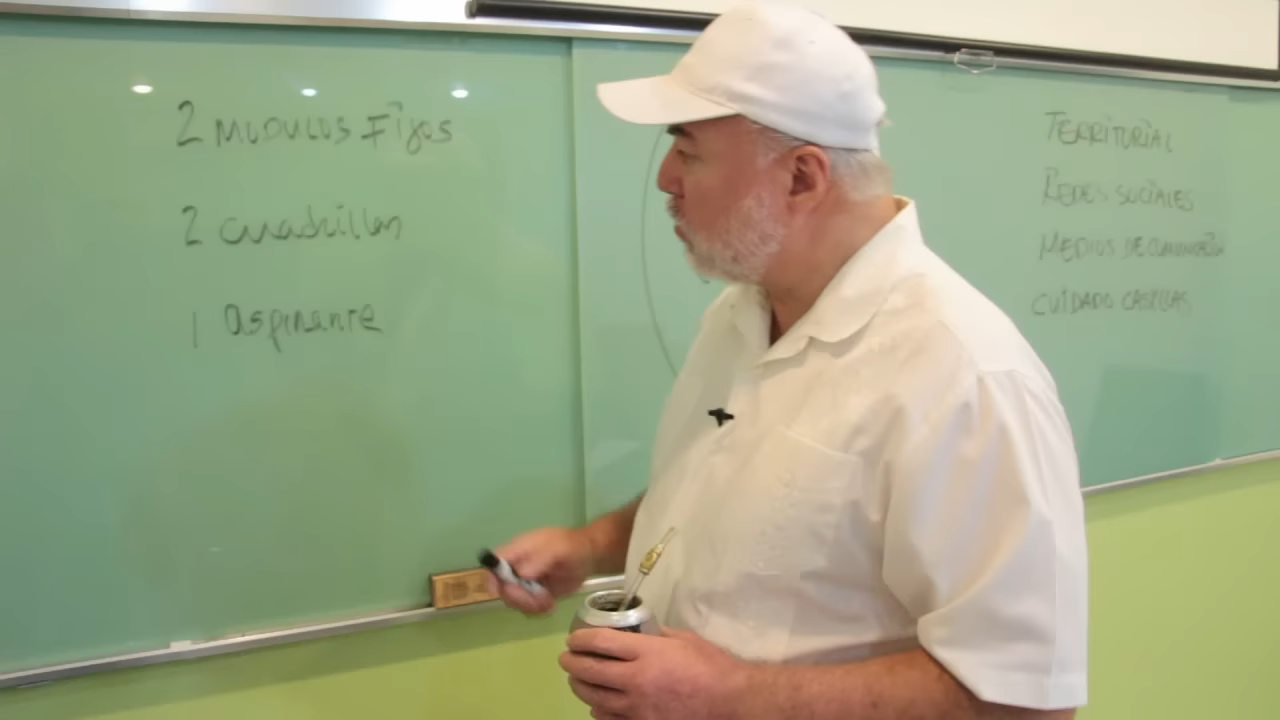 2 MODULOS Fijos
2 cuadrillas
1 aspirante
TERRITORIAL
REDES SOCIALES
MEDIOS DE COMUNICACIÓN
CUIDADO CASILLAS